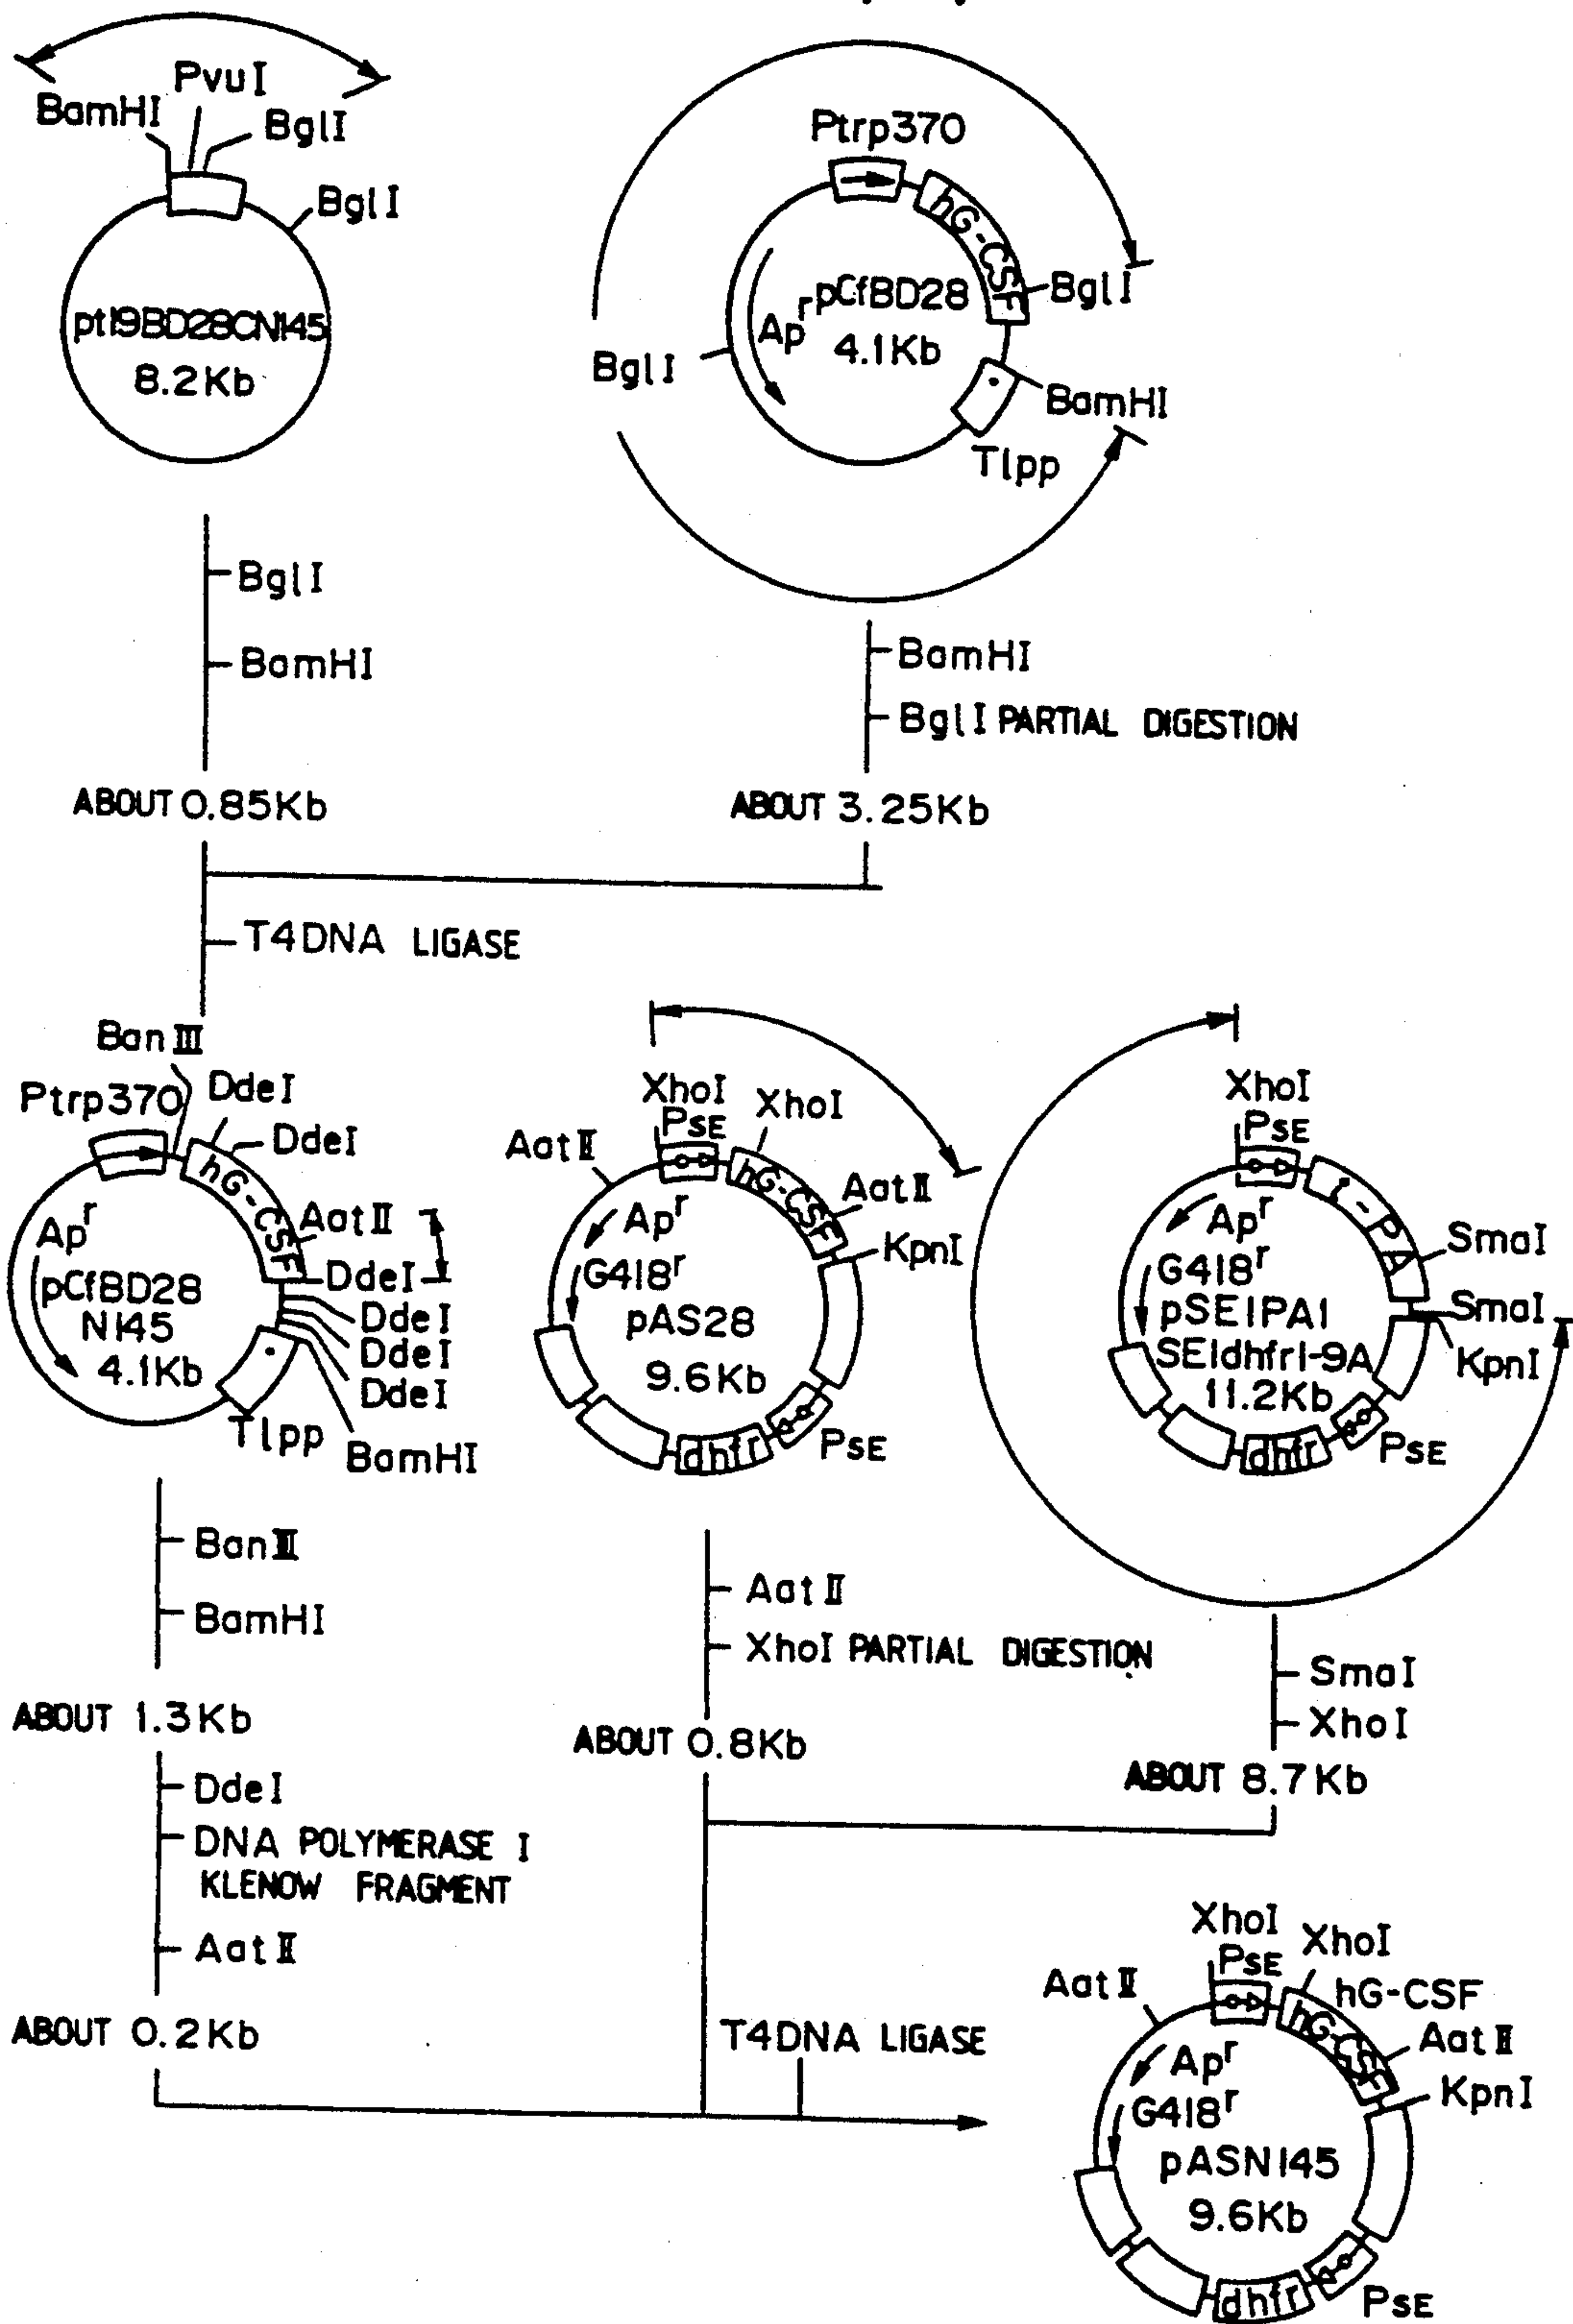 PvuI
BamHI
BglI
BglI
pt19BD28CN145
8.2Kb
Ptrp370
hG-CSF
BglI
pCfBD28
4.1Kb
Apr
BglI
BamHI
Tlpp
BglI
BamHI
BamHI
BglI PARTIAL DIGESTION
ABOUT 0.85Kb
ABOUT 3.25Kb
T4DNA LIGASE
BanIII
Ptrp370
DdeI
DdeI
hG-CSF
AatII
Apr
DdeI
pCfBD28
N145
4.1Kb
DdeI
DdeI
DdeI
Tlpp
BamHI
XhoI
PSE
XhoI
AatII
hG-CSF
AatII
Apr
KpnI
G418r
pAS28
9.6Kb
dhfr
PSE
XhoI
PSE
t-PA
Apr
SmaI
G418r
SmaI
pSE1PA1
SE1dhfr1-9A
KpnI
11.2Kb
dhfr
PSE
BanIII
BamHI
ABOUT 1.3Kb
DdeI
DNA POLYMERASE I
KLENOW FRAGMENT
AatII
ABOUT 0.2Kb
AatII
XhoI PARTIAL DIGESTION
ABOUT 0.8Kb
SmaI
XhoI
ABOUT 8.7Kb
T4DNA LIGASE
XhoI
PSE
XhoI
AatII
hG-CSF
hG-CSF
AatII
Apr
KpnI
G418r
pASN145
9.6Kb
dhfr
PSE